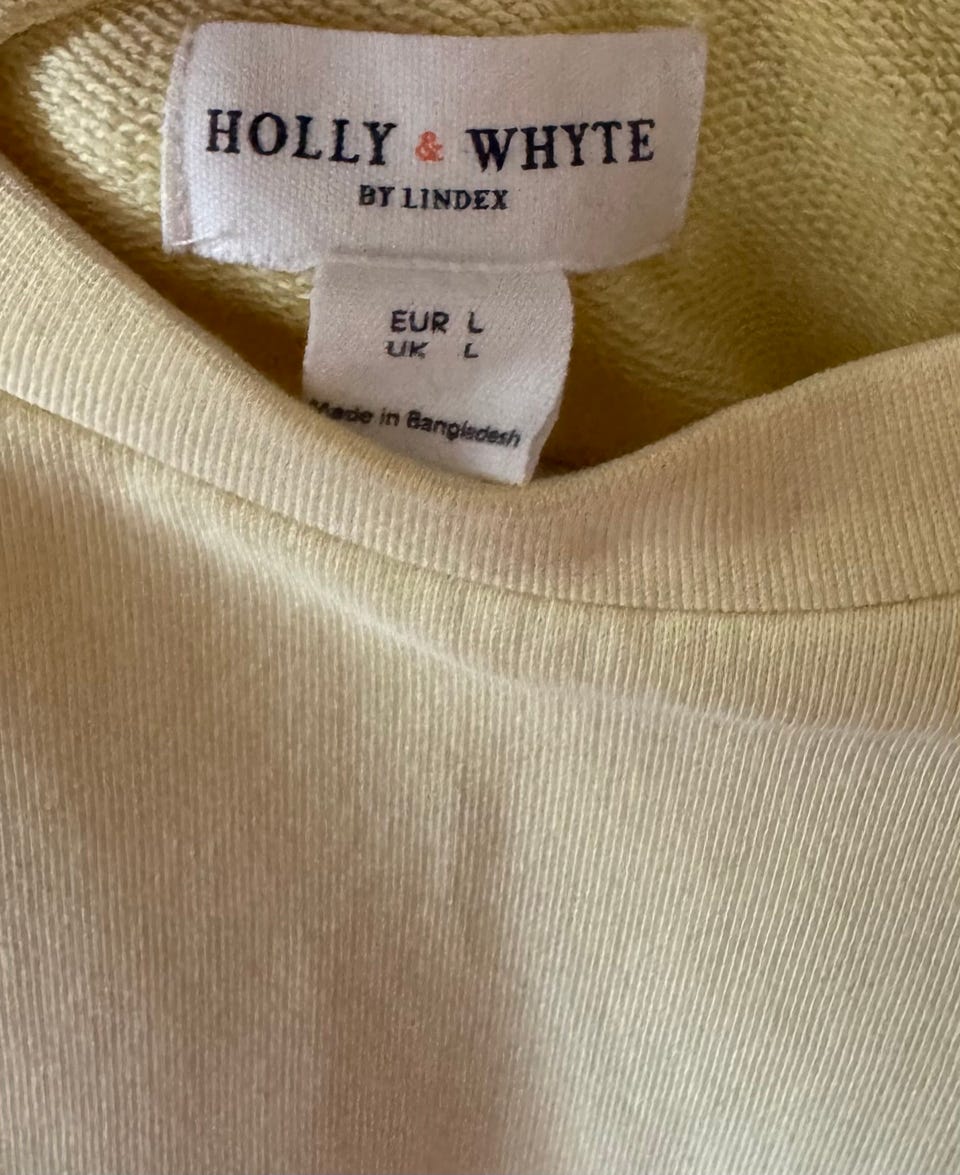 HOLLY & WHYTE
BY LINDEX
EUR L
UK L
Made in Bangladesh